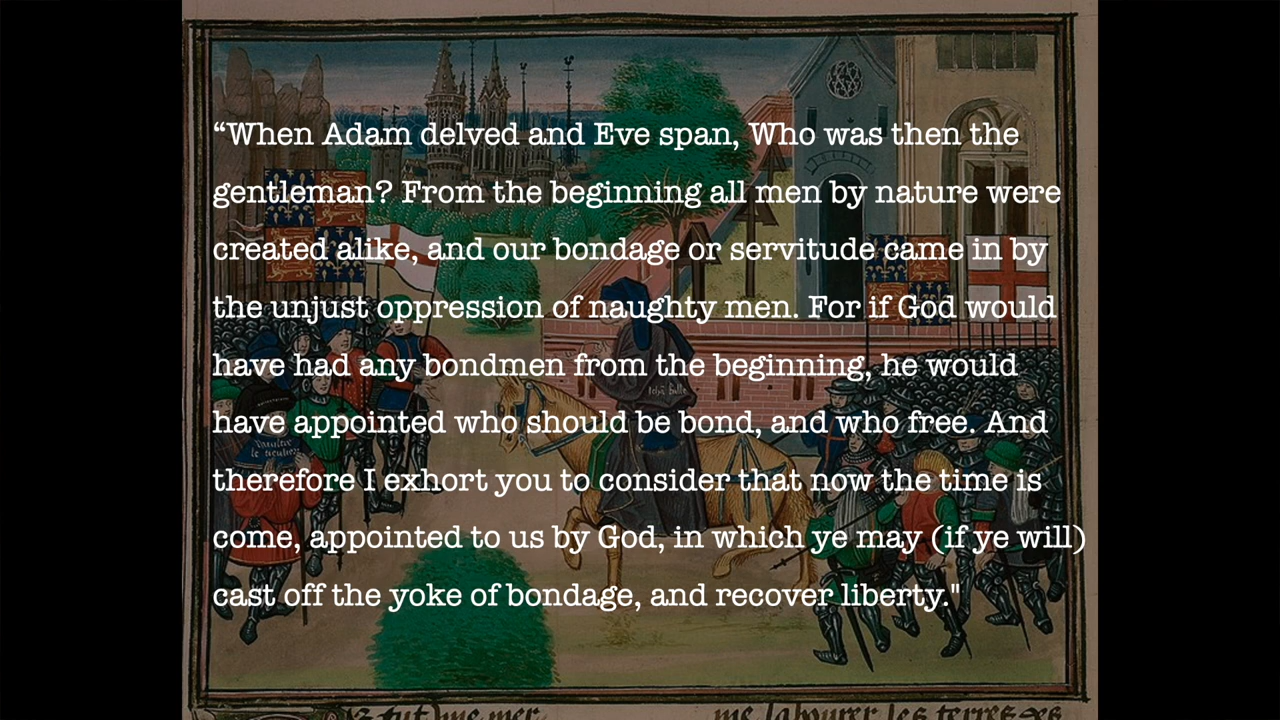 “When Adam delved and Eve span, Who was then the
gentleman? From the beginning all men by nature were
created alike, and our bondage or servitude came in by
the unjust oppression of naughty men. For if God would
have had any bondmen from the beginning, he would
have appointed who should be bond, and who free. And
therefore I exhort you to consider that now the time is
come, appointed to us by God, in which ye may (if ye will)
cast off the yoke of bondage, and recover liberty."
me labourer les terres